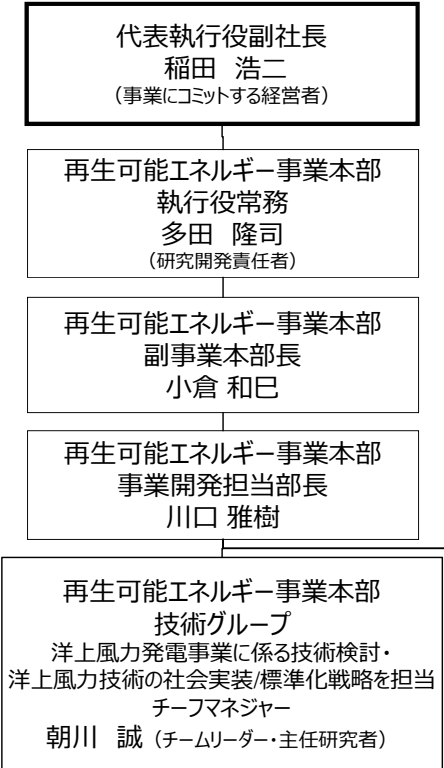 代表執行役副社長
稲田 浩二
（事業にコミットする経営者）
再生可能エネルギー事業本部
執行役常務
多田 隆司
（研究開発責任者）
再生可能エネルギー事業本部
副事業本部長
小倉 和巳
再生可能エネルギー事業本部
事業開発担当部長
川口 雅樹
再生可能エネルギー事業本部
技術グループ
洋上風力発電事業に係る技術検討・
洋上風力技術の社会実装/標準化戦略を担当
チーフマネジャー
朝川 誠（チームリーダー・主任研究者）